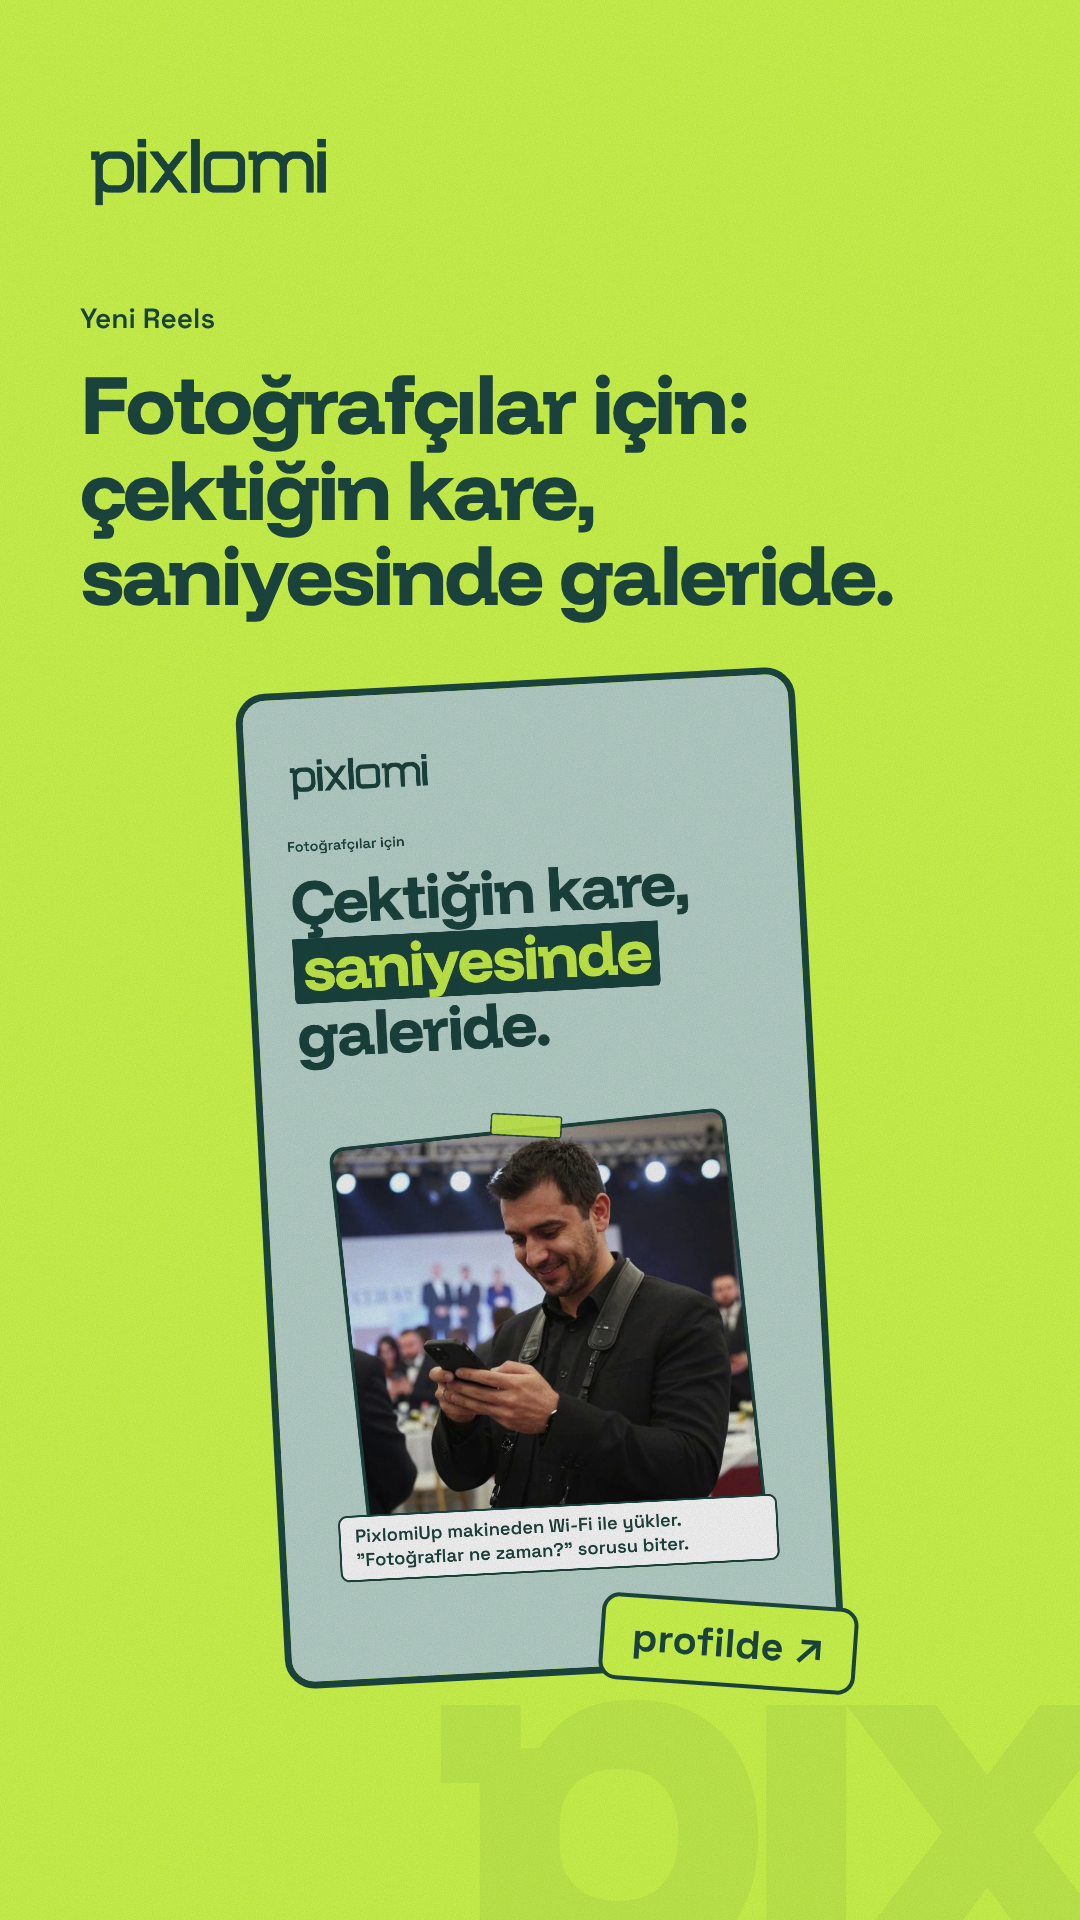 pixlomi
Yeni Reels
Fotoğrafçılar için:
çektiğin kare,
saniyesinde galeride.
pixlomi
Fotoğrafçılar için
Çektiğin kare,
saniyesinde
galeride.
PixlomiUp makineden Wi-Fi ile yükler.
"Fotoğraflar ne zaman?" sorusu biter.
profilde ↗
pix